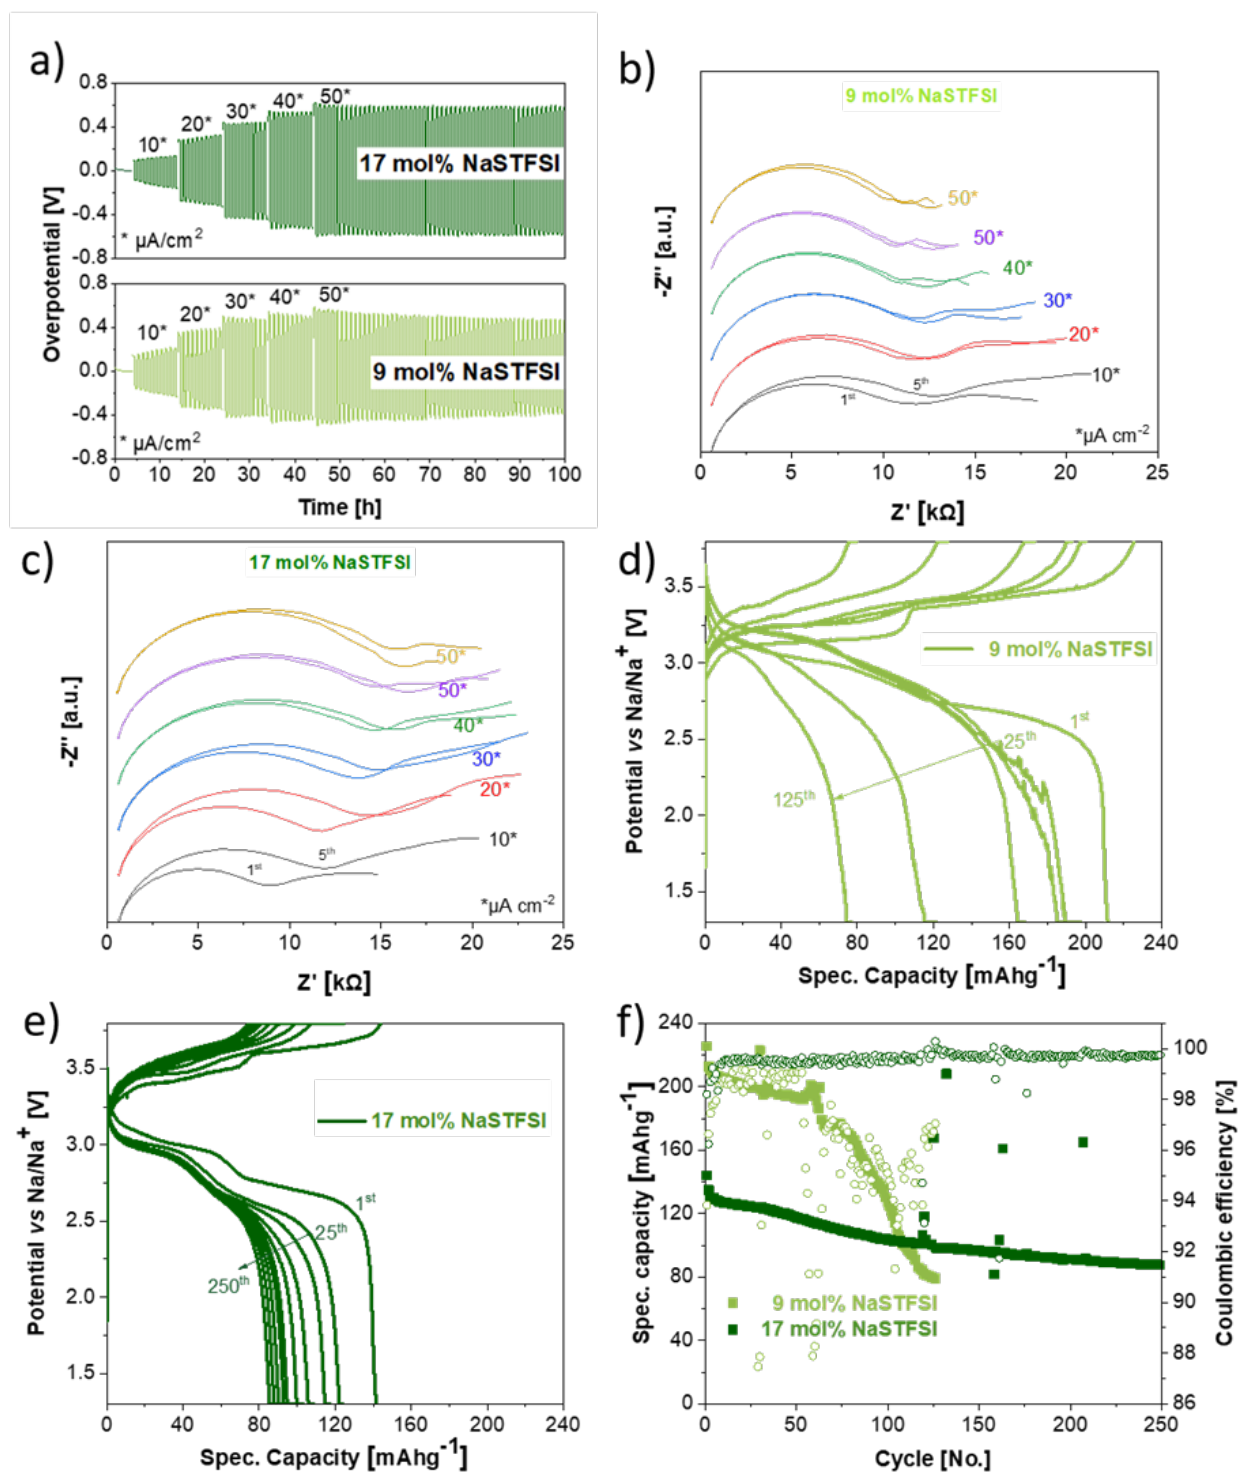 a)
0.8
0.4
0.0
-0.4
-0.8
10*
20*
30*
40*
50*
17 mol% NaSTFSI
* µA/cm2
0.8
0.4
0.0
-0.4
-0.8
10*
20*
30*
40*
50*
9 mol% NaSTFSI
* µA/cm2
Overpotential [V]
0 10 20 30 40 50 60 70 80 90 100
Time [h]
b)
9 mol% NaSTFSI
-Z'' [a.u.]
50*
50*
40*
30*
20*
10*
5th
1st
*µA cm-2
0 5 10 15 20 25
Z' [kΩ]
c)
17 mol% NaSTFSI
-Z'' [a.u.]
50*
50*
40*
30*
20*
10*
5th
1st
*µA cm-2
0 5 10 15 20 25
Z' [kΩ]
d)
Potential vs Na/Na+ [V]
3.5
3.0
2.5
2.0
1.5
9 mol% NaSTFSI
1st
25th
125th
0 40 80 120 160 200 240
Spec. Capacity [mAhg-1]
e)
Potential vs Na/Na+ [V]
3.5
3.0
2.5
2.0
1.5
17 mol% NaSTFSI
1st
25th
250th
0 40 80 120 160 200 240
Spec. Capacity [mAhg-1]
f)
Spec. capacity [mAhg-1]
240
200
160
120
80
40
0
9 mol% NaSTFSI
17 mol% NaSTFSI
100
98
96
94
92
90
88
86
Coulombic efficiency [%]
0 50 100 150 200 250
Cycle [No.]